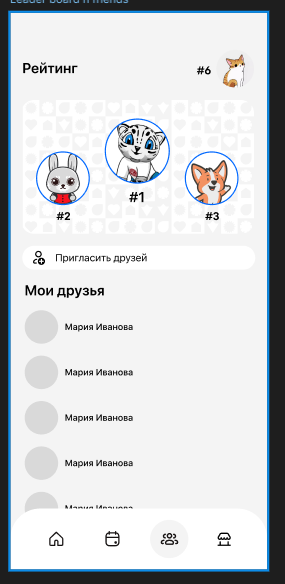 Leader board n friends
Рейтинг
#6
#1
#2
#3
Пригласить друзей
Мои друзья
Мария Иванова
Мария Иванова
Мария Иванова
Мария Иванова
Мария Иванова